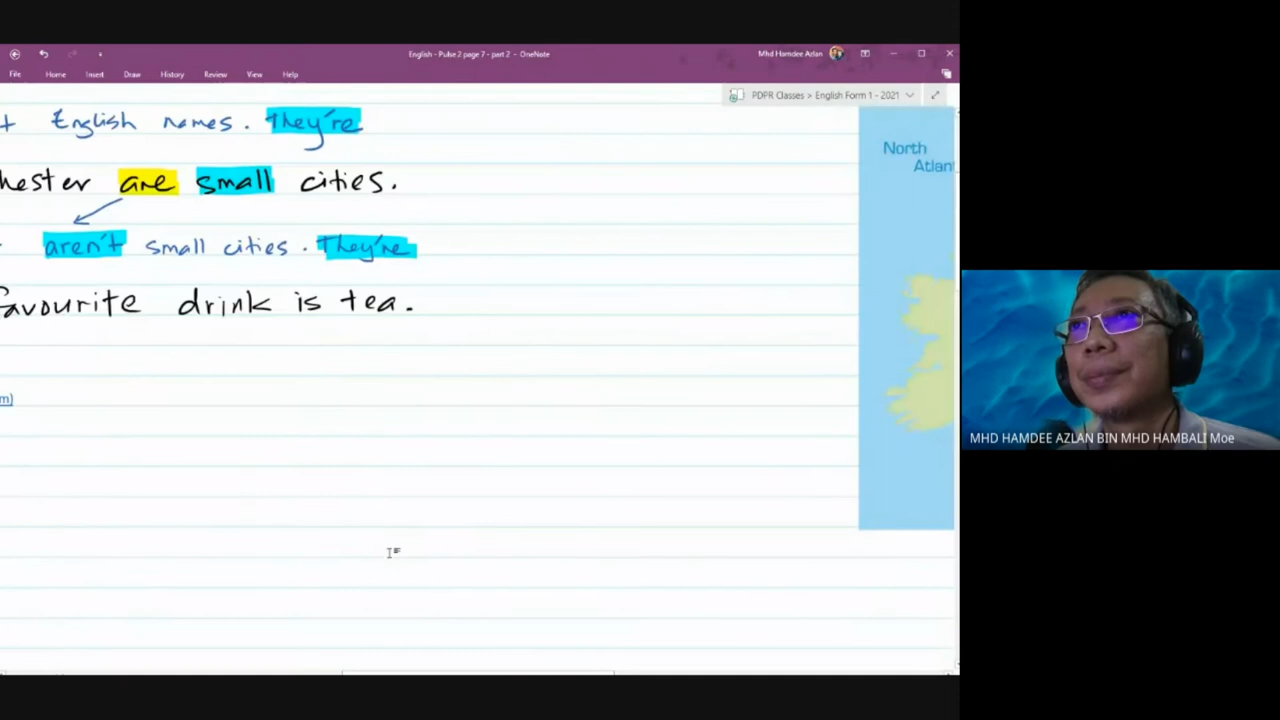 English - Pulse 2 page 7 - part 2 - OneNote
Mhd Hamdee Azlan
File Home Insert Draw History Review View Help
PDPR Classes > English Form 1 - 2021
English names. They're
hester are small cities.
aren't small cities. They're
favourite drink is tea.
m)
North
Atlan
MHD HAMDEE AZLAN BIN MHD HAMBALI Moe